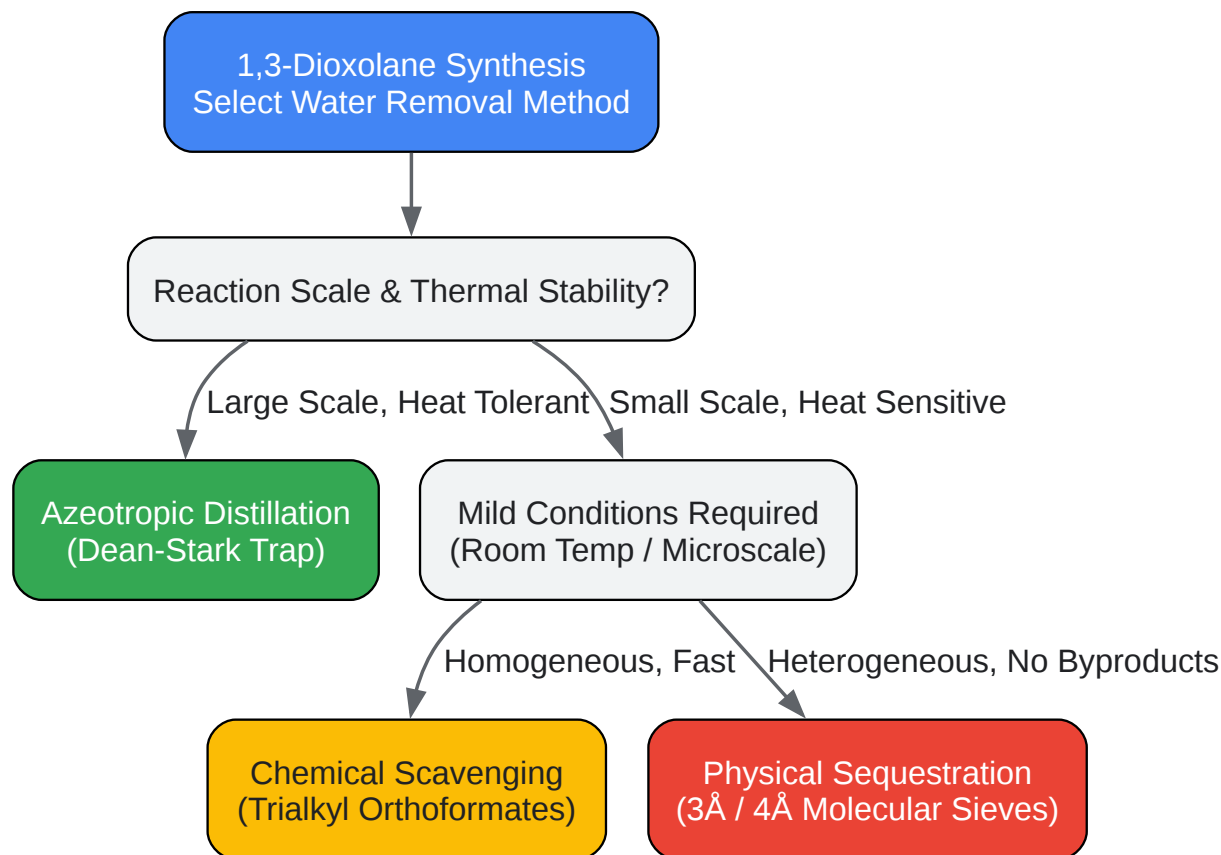 1,3-Dioxolane Synthesis
Select Water Removal Method
Reaction Scale & Thermal Stability?
Large Scale, Heat Tolerant
Small Scale, Heat Sensitive
Azeotropic Distillation
(Dean-Stark Trap)
Mild Conditions Required
(Room Temp / Microscale)
Homogeneous, Fast
Heterogeneous, No Byproducts
Chemical Scavenging
(Trialkyl Orthoformates)
Physical Sequestration
(3Å / 4Å Molecular Sieves)